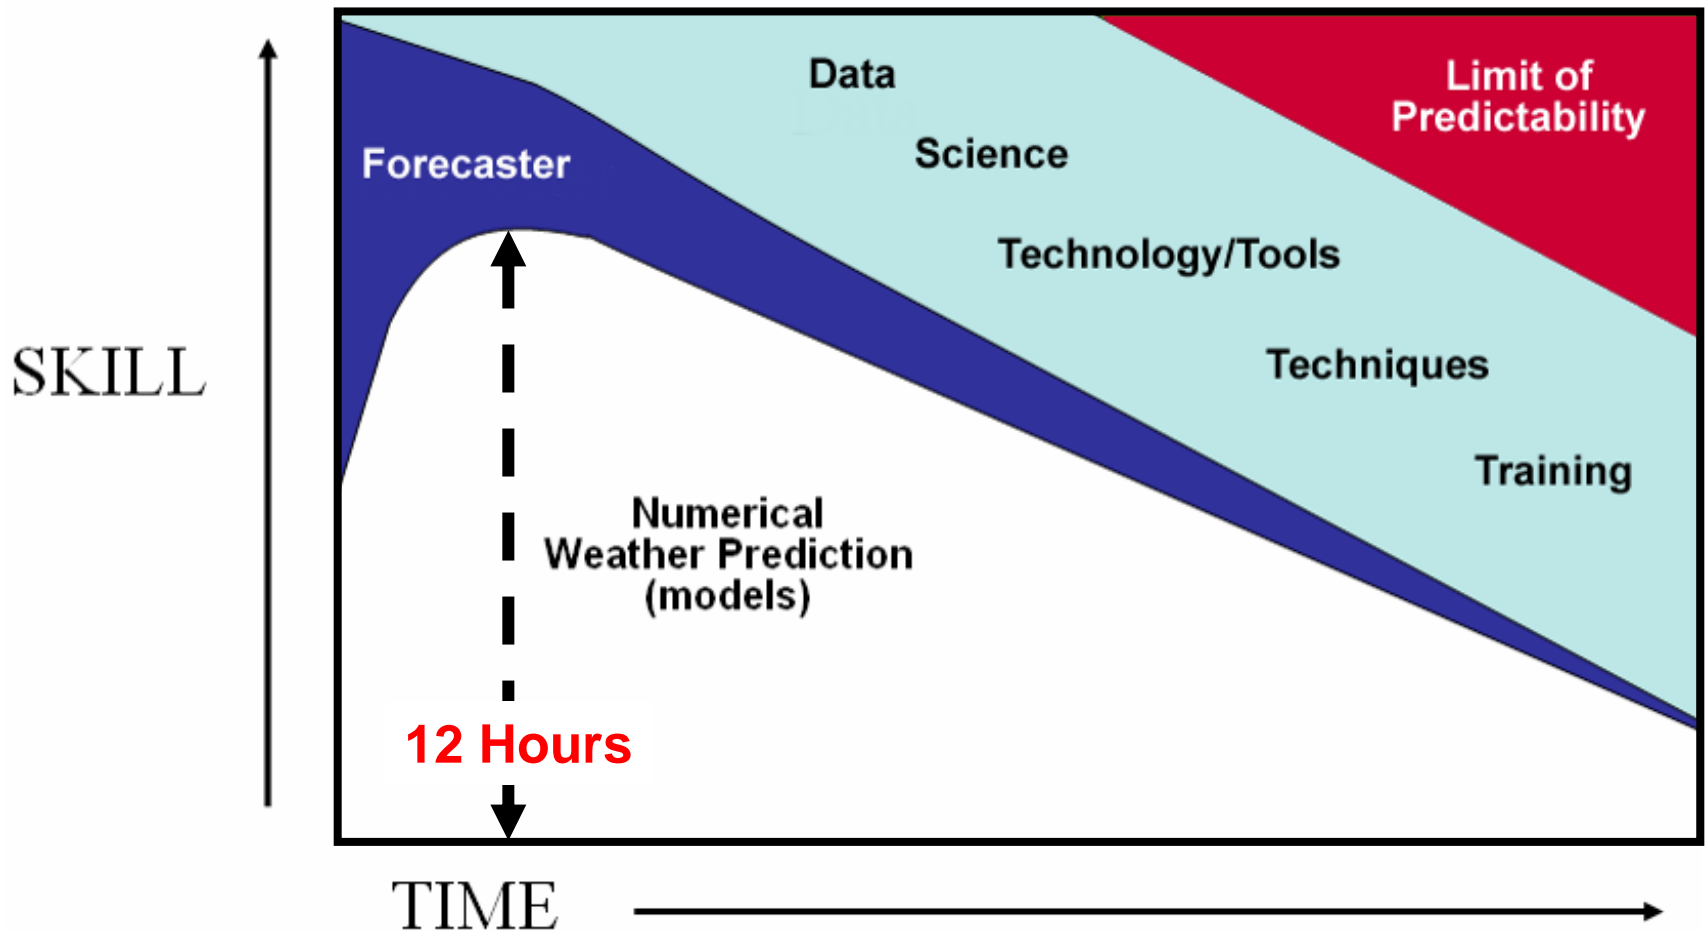 Data
Limit of
Predictability
Forecaster
Science
Technology/Tools
SKILL
Techniques
Training
Numerical
Weather Prediction
(models)
12 Hours
TIME